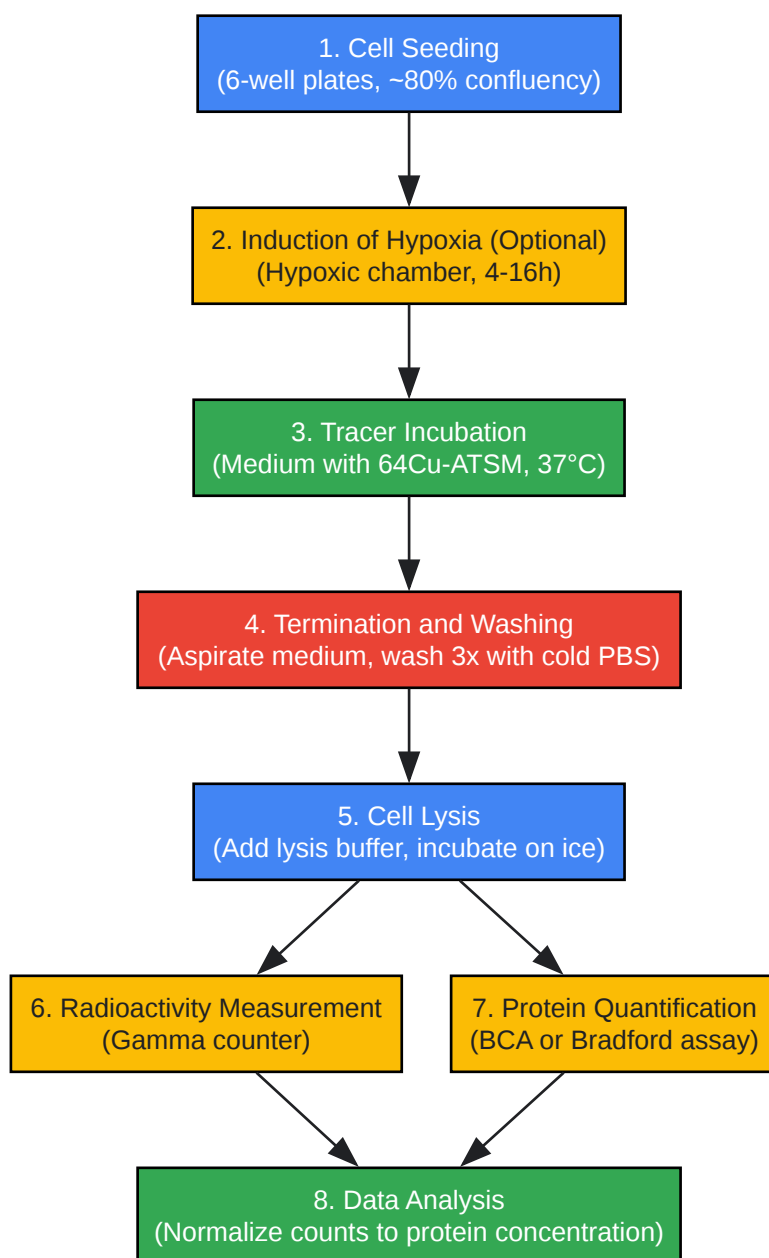 1. Cell Seeding
(6-well plates, ~80% confluency)
2. Induction of Hypoxia (Optional)
(Hypoxic chamber, 4-16h)
3. Tracer Incubation
(Medium with 64Cu-ATSM, 37°C)
4. Termination and Washing
(Aspirate medium, wash 3x with cold PBS)
5. Cell Lysis
(Add lysis buffer, incubate on ice)
6. Radioactivity Measurement
(Gamma counter)
7. Protein Quantification
(BCA or Bradford assay)
8. Data Analysis
(Normalize counts to protein concentration)